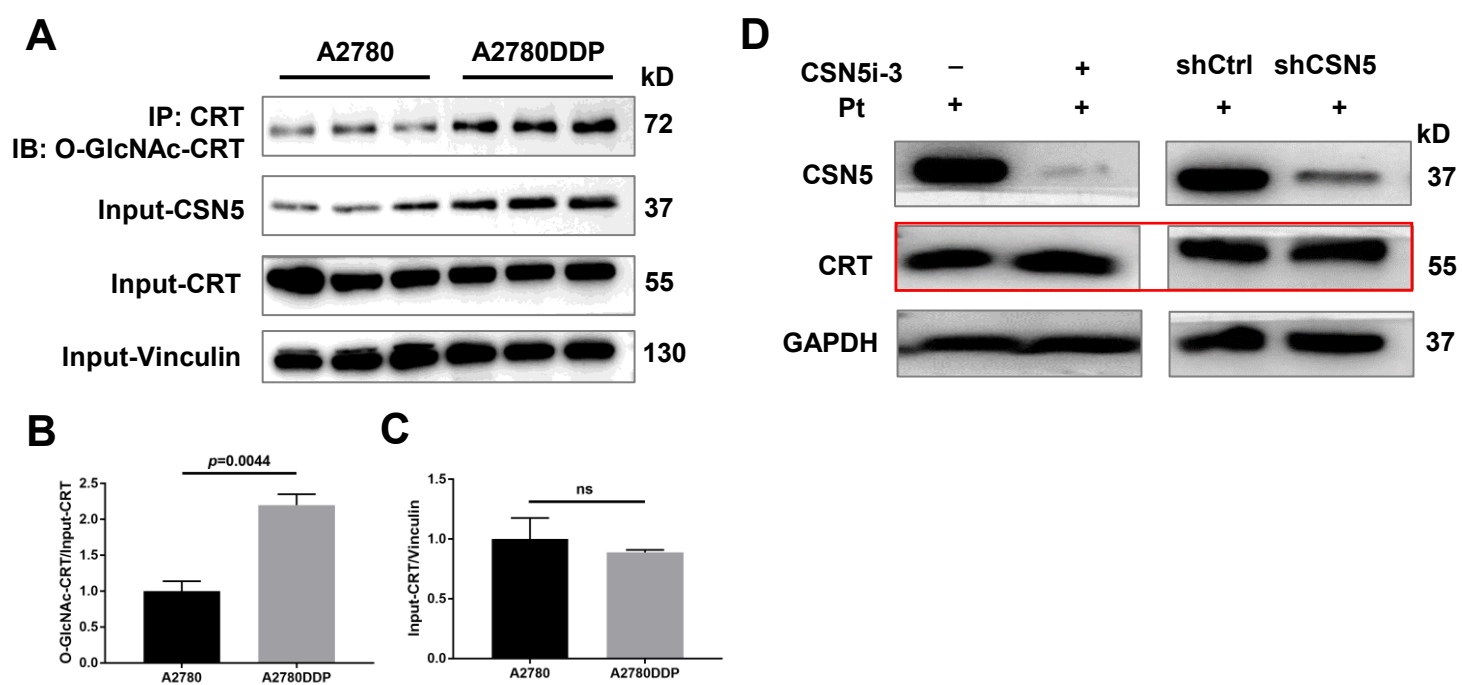 A
A2780 A2780DDP
kD
IP: CRT
IB: O-GlcNAc-CRT
72
Input-CSN5
37
Input-CRT
55
Input-Vinculin
130
B
p=0.0044
O-GlcNAc-CRT/Input-CRT
2.5
2.0
1.5
1.0
0.5
0.0
A2780 A2780DDP
C
ns
Input-CRT/Vinculin
1.5
1.0
0.5
0.0
A2780 A2780DDP
D
CSN5i-3 – + shCtrl shCSN5
Pt + + + +
kD
CSN5 37
CRT 55
GAPDH 37